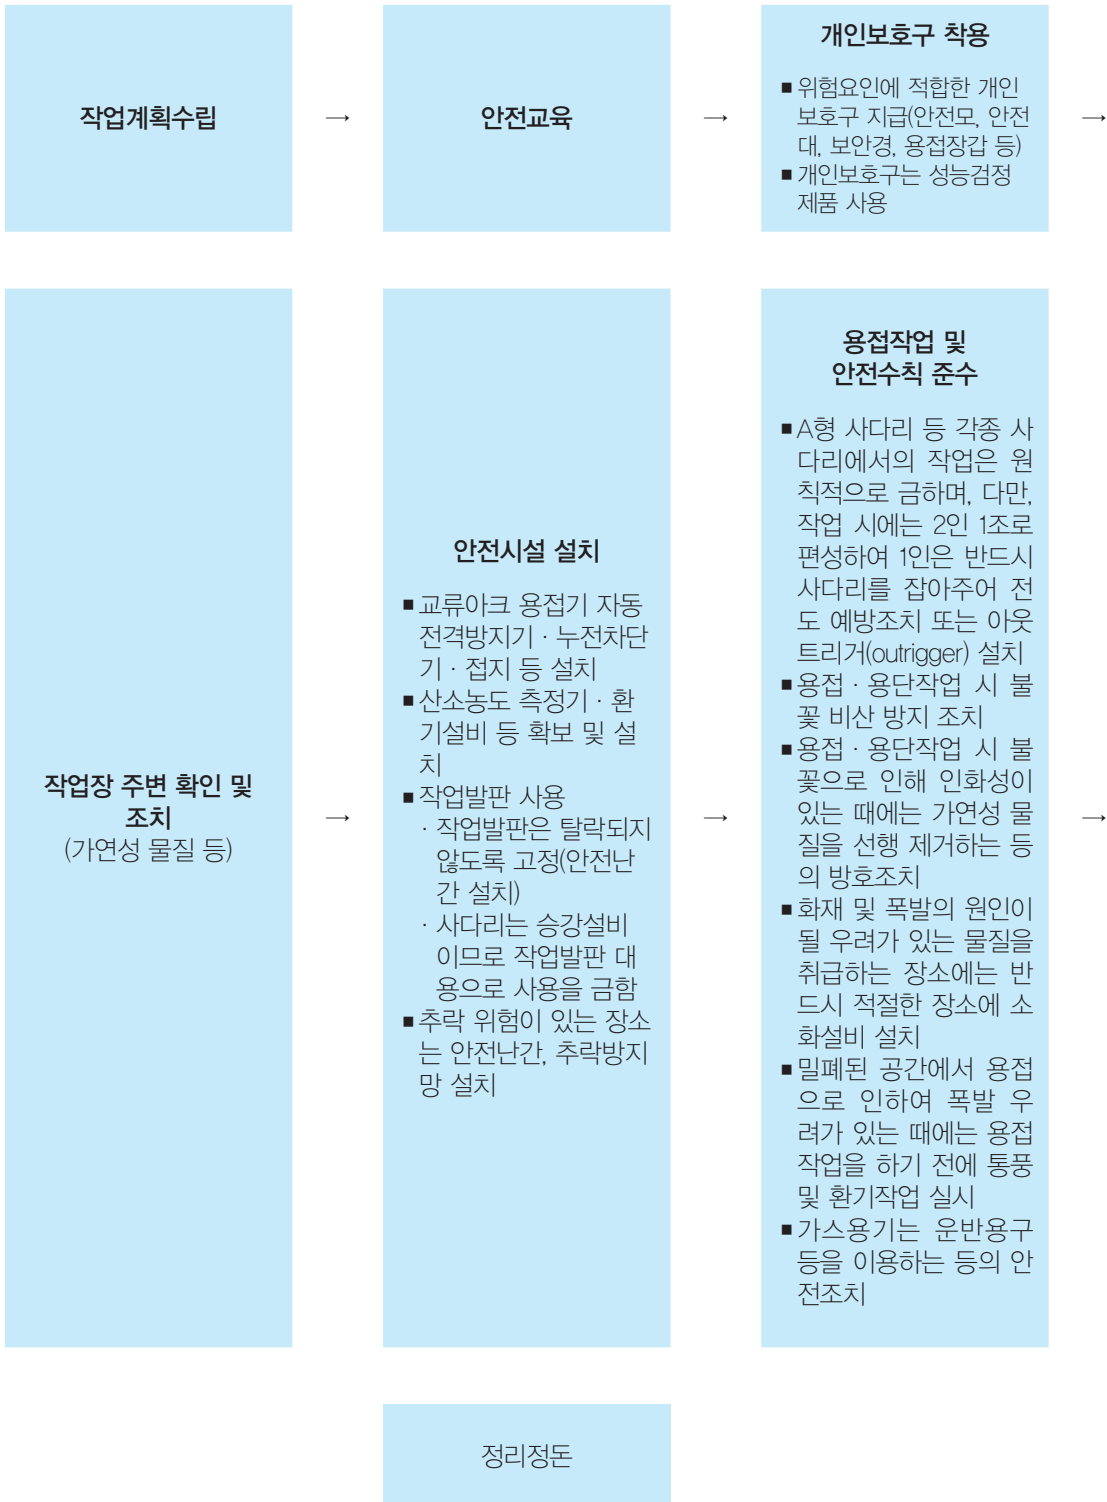 작업계획수립
→
안전교육
→
개인보호구 착용
■ 위험요인에 적합한 개인
보호구 지급(안전모, 안전
대, 보안경, 용접장갑 등)
■ 개인보호구는 성능검정
제품 사용
→
작업장 주변 확인 및
조치
(가연성 물질 등)
→
안전시설 설치
■ 교류아크 용접기 자동
전격방지기 · 누전차단
기 · 접지 등 설치
■ 산소농도 측정기 · 환
기설비 등 확보 및 설
치
■ 작업발판 사용
· 작업발판은 탈락되지
않도록 고정(안전난
간 설치)
· 사다리는 승강설비
이므로 작업발판 대
용으로 사용을 금함
■ 추락 위험이 있는 장소
는 안전난간, 추락방지
망 설치
→
용접작업 및
안전수칙 준수
■ A형 사다리 등 각종 사
다리에서의 작업은 원
칙적으로 금하며, 다만,
작업 시에는 2인 1조로
편성하여 1인은 반드시
사다리를 잡아주어 전
도 예방조치 또는 아웃
트리거(outrigger) 설치
■ 용접 · 용단작업 시 불
꽃 비산 방지 조치
■ 용접 · 용단작업 시 불
꽃으로 인해 인화성이
있는 때에는 가연성 물
질을 선행 제거하는 등
의 방호조치
■ 화재 및 폭발의 원인이
될 우려가 있는 물질을
취급하는 장소에는 반
드시 적절한 장소에 소
화설비 설치
■ 밀폐된 공간에서 용접
으로 인하여 폭발 우
려가 있는 때에는 용접
작업을 하기 전에 통풍
및 환기작업 실시
■ 가스용기는 운반용구
등을 이용하는 등의 안
전조치
→
정리정돈